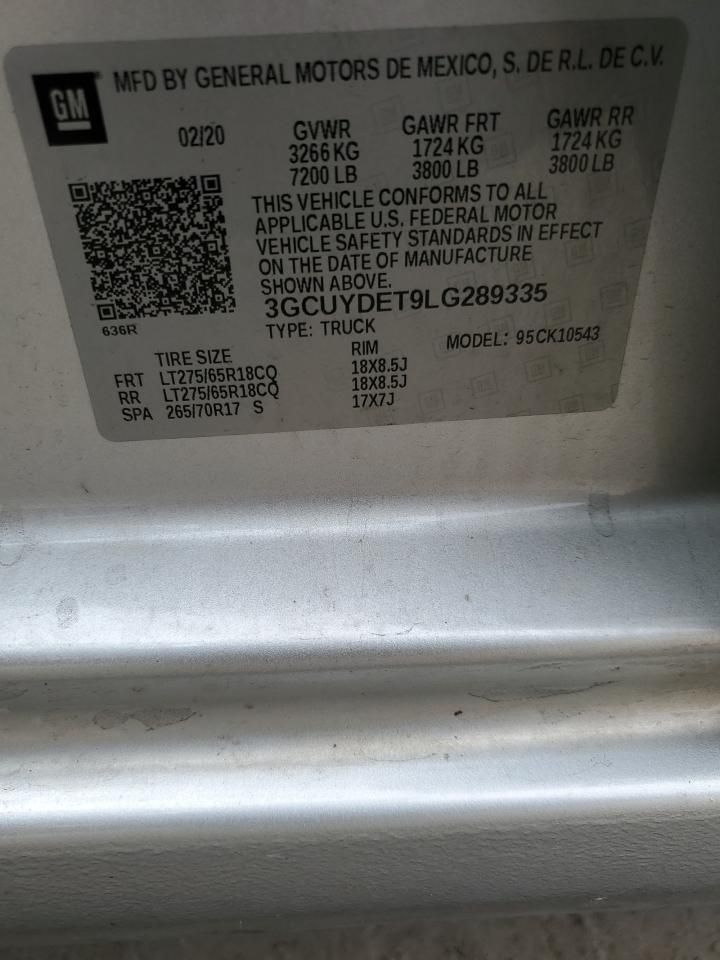 GM
MFD BY GENERAL MOTORS DE MEXICO, S. DE R.L. DE C.V.
02/20 GVWR GAWR FRT GAWR RR
3266 KG 1724 KG 1724 KG
7200 LB 3800 LB 3800 LB
THIS VEHICLE CONFORMS TO ALL
APPLICABLE U.S. FEDERAL MOTOR
VEHICLE SAFETY STANDARDS IN EFFECT
ON THE DATE OF MANUFACTURE
SHOWN ABOVE.
3GCUYDET9LG289335
636R
TYPE: TRUCK MODEL: 95CK10543
TIRE SIZE RIM
FRT LT275/65R18CQ 18X8.5J
RR LT275/65R18CQ 18X8.5J
SPA 265/70R17 S 17X7J